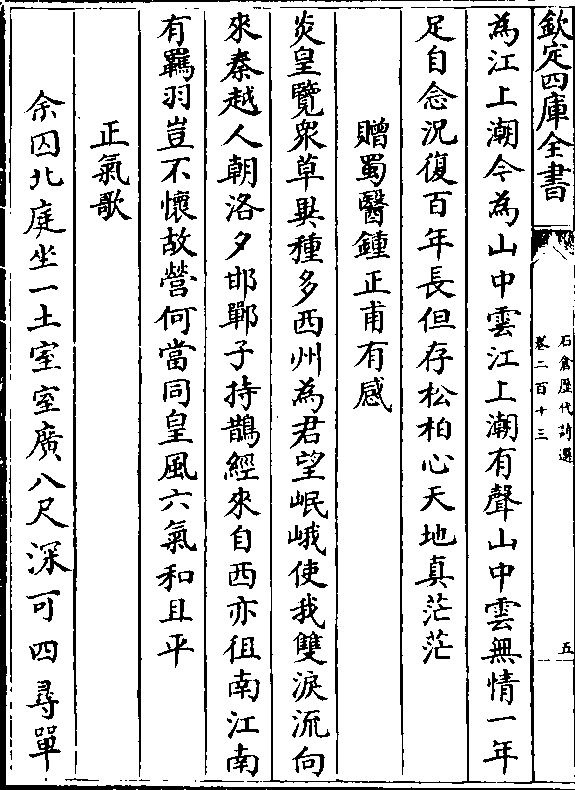 欽定四庫全書
石倉歴代詩選
卷二百十三
五
為江上潮今為山中雲江上潮有聲山中雲無情一年
足自念況復百年長但存松柏心天地真茫茫
贈蜀醫鍾正甫有感
炎皇覽衆草異種多西州為君望岷峨使我雙淚流向
來秦越人朝洛夕邯鄲子持鵲經來自西亦徂南江南
有羈羽豈不懷故營何當同皇風六氣和且平
正氣歌
余囚北庭坐一土室室廣八尺深可四尋單